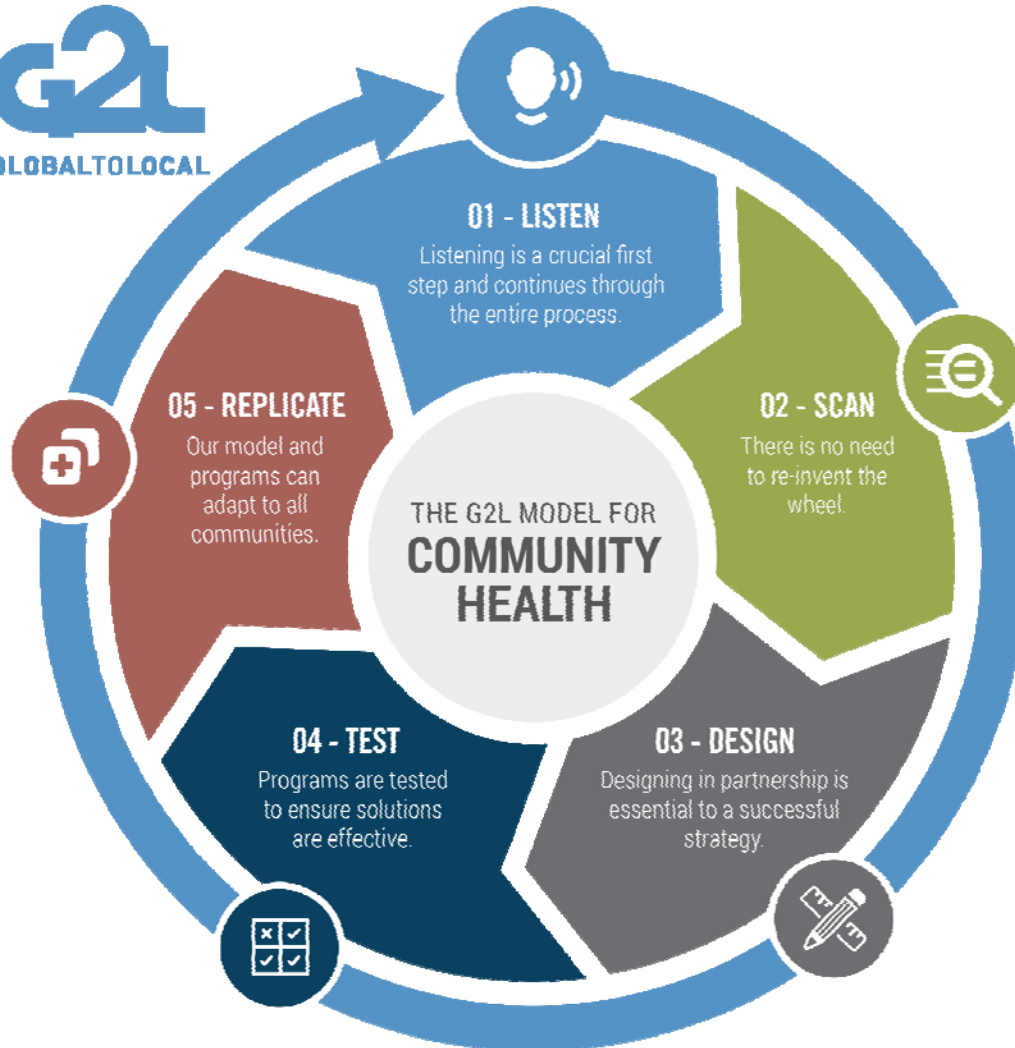 G2L
GLOBALTOLOCAL
01 - LISTEN
Listening is a crucial first
step and continues through
the entire process.
02 - SCAN
There is no need
to re-invent the
wheel.
03 - DESIGN
Designing in partnership is
essential to a successful
strategy.
04 - TEST
Programs are tested
to ensure solutions
are effective.
05 - REPLICATE
Our model and
programs can
adapt to all
communities.
THE G2L MODEL FOR
COMMUNITY
HEALTH